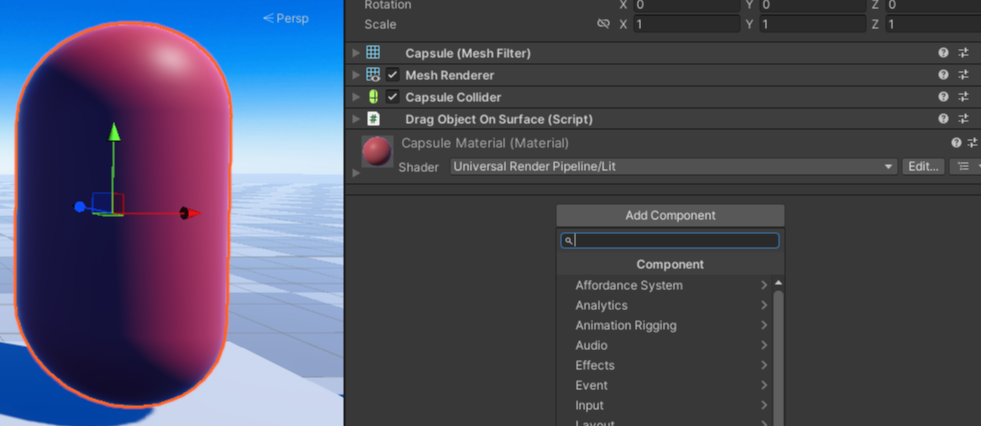 Persp
Rotation X 0 Y 0 Z 0
Scale X 1 Y 1 Z 1
Capsule (Mesh Filter)
Mesh Renderer
Capsule Collider
# Drag Object On Surface (Script)
Capsule Material (Material)
Shader Universal Render Pipeline/Lit Edit...
Add Component
Component
Affordance System
Analytics
Animation Rigging
Audio
Effects
Event
Input
Layout